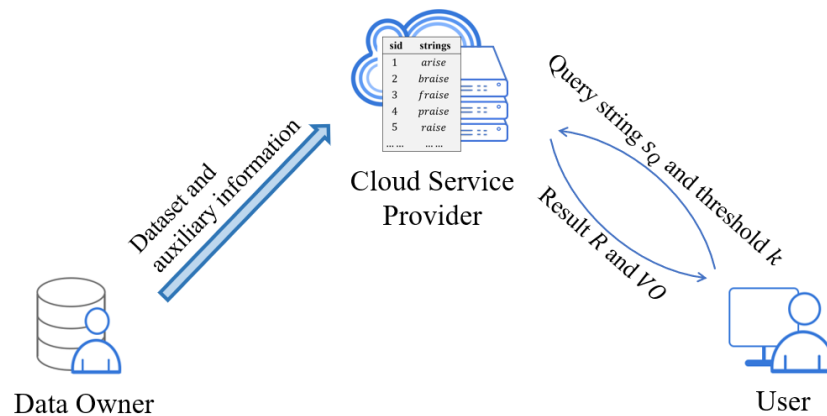 sid strings
1 arise
2 braise
3 fraise
4 praise
5 raise
... ... ... ...
Cloud Service
Provider
Dataset and
auxiliary information
Query string s_Q and threshold k
Result R and VO
Data Owner
User